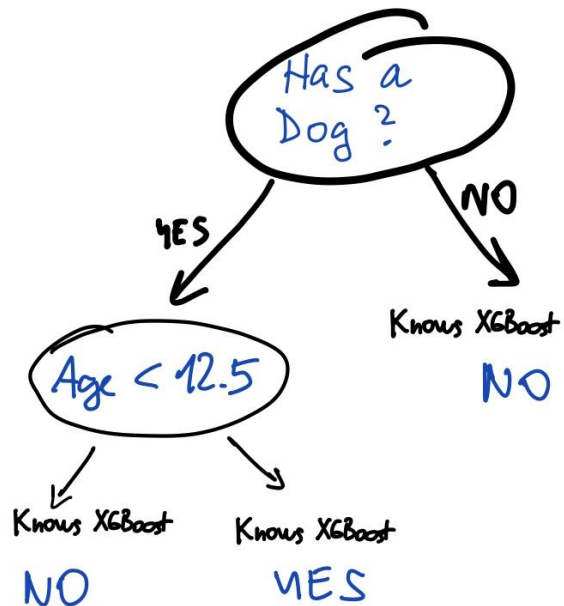 Has a
Dog?
YES
NO
Knows XGBoost
NO
Age < 12.5
Knows XGBoost
NO
Knows XGBoost
YES